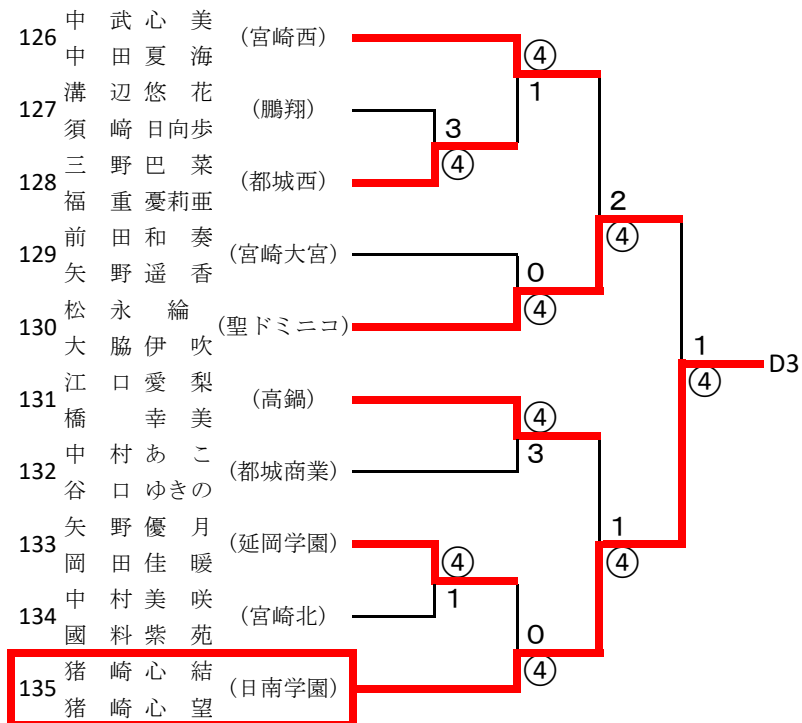 126 中武心美 (宮崎西)
中田夏海
④
1
127 溝辺悠花 (鵬翔)
須﨑日向歩
3
④
128 三野巴菜 (都城西)
福重憂莉亜
2
④
129 前田和奏 (宮崎大宮)
矢野遥香
0
④
130 松永綸 (聖ドミニコ)
大脇伊吹
1
④
D3
131 江口愛梨 (高鍋)
橋幸美
④
3
132 中村あこ (都城商業)
谷口ゆきの
1
④
133 矢野優月 (延岡学園)
岡田佳暖
④
1
134 中村美咲 (宮崎北)
國料紫苑
0
④
135 猪崎心結 (日南学園)
猪崎心望